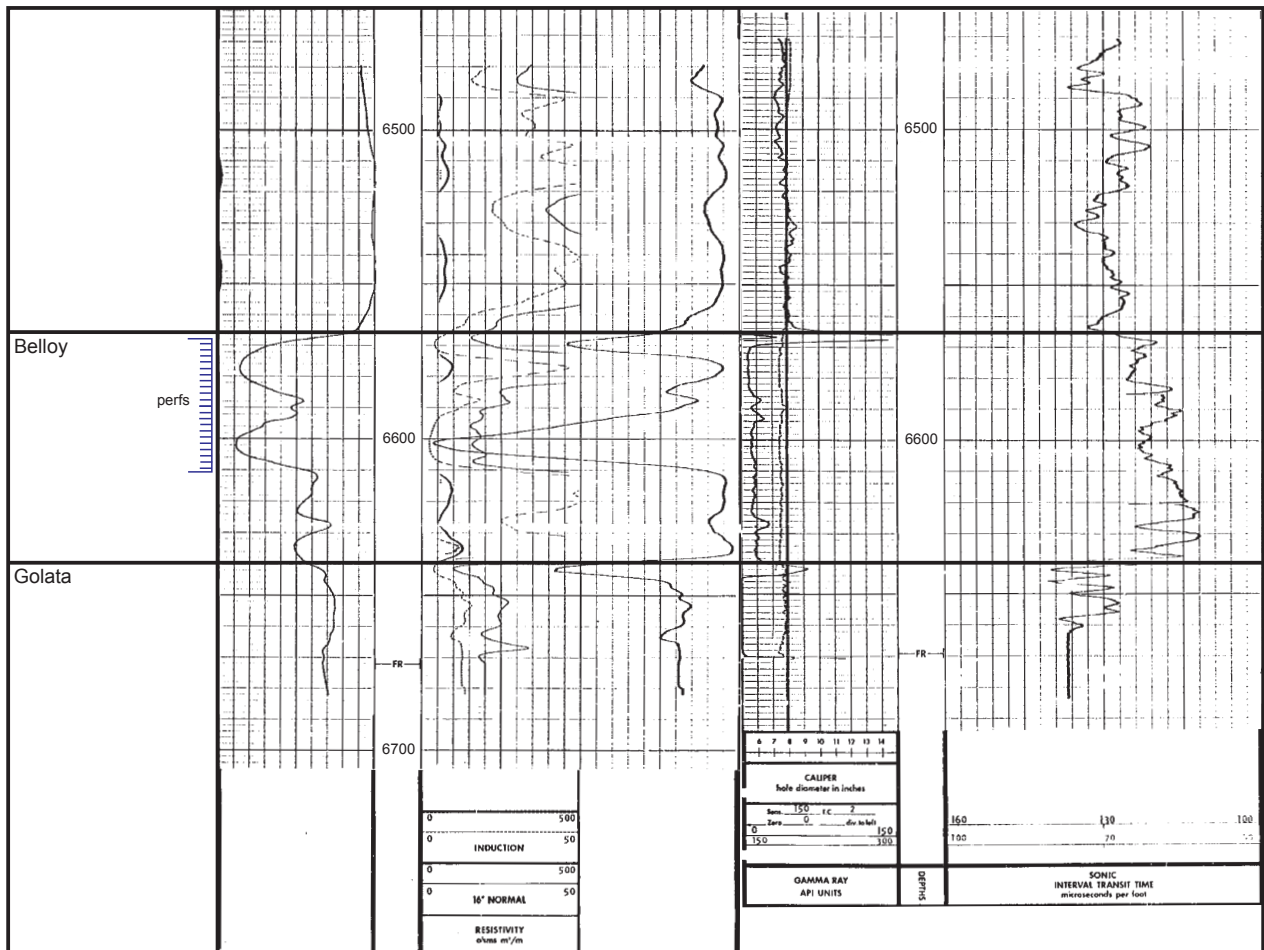 6500
6500
Belloy
perfs
6600
6600
Golata
FR
FR
6700
6 7 8 9 10 11 12 13 14
CALIPER
hole diameter in inches
Sens. 150 T.C. 2
Zero 0 div. to left
0 150
150 300
GAMMA RAY
API UNITS
DEPTHS
160 130 100
100 70
SONIC
INTERVAL TRANSIT TIME
microseconds per foot
0 500
0 50
INDUCTION
0 500
0 50
16" NORMAL
RESISTIVITY
ohms m²/m